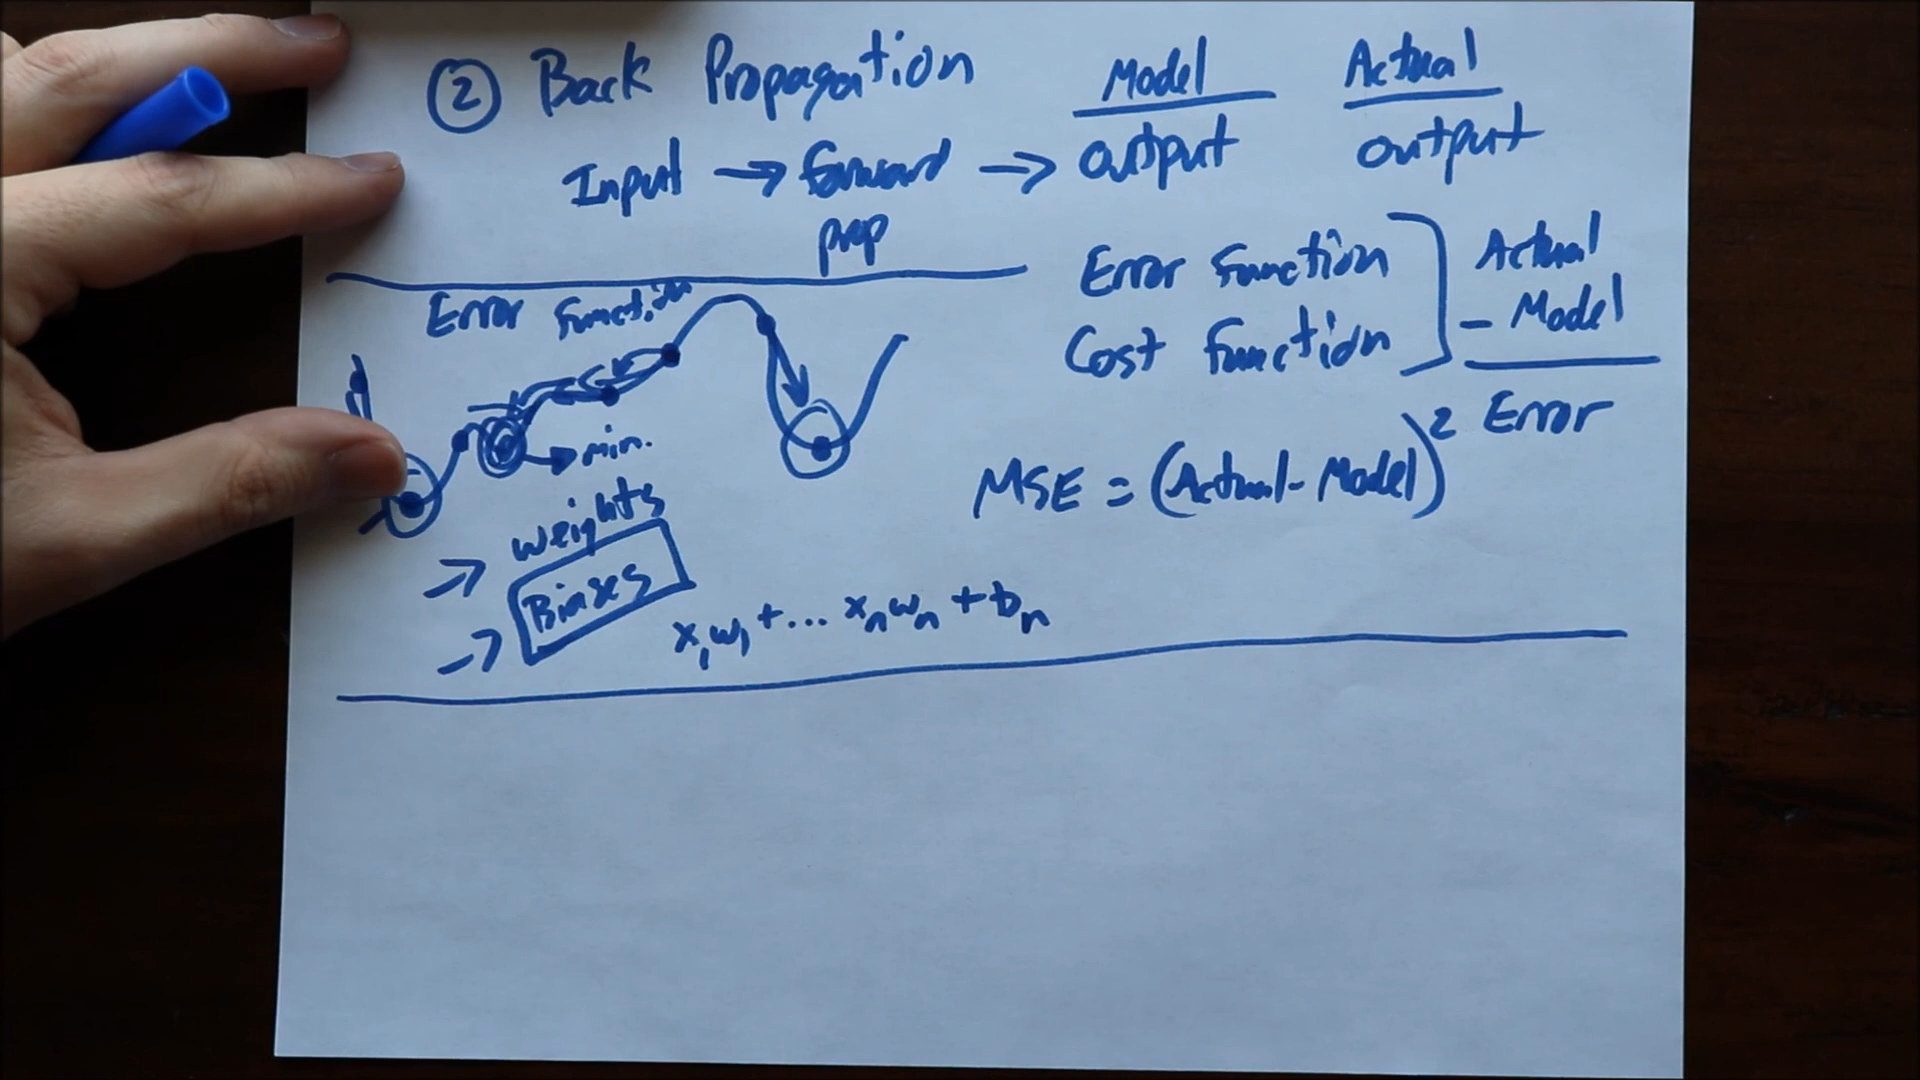 ② Back Propagation
Input → forward prop → Model output
Actual output
Error function
Cost function
Actual
- Model
Error
MSE = (Actual - Model)²
Error function
min.
→ weights
→ Biases
x₁w₁ + ... xₙwₙ + bₙ